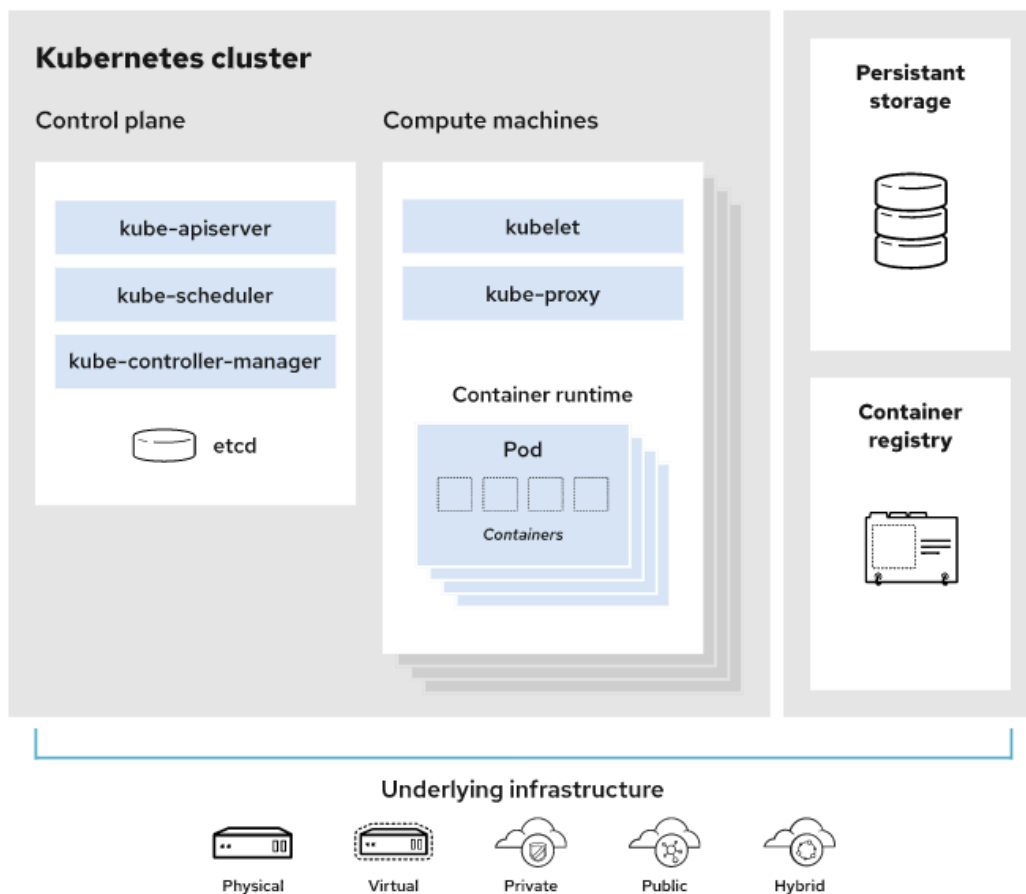 Kubernetes cluster
Control plane
kube-apiserver
kube-scheduler
kube-controller-manager
etcd
Compute machines
kubelet
kube-proxy
Container runtime
Pod
Containers
Persistant
storage
Container
registry
Underlying infrastructure
Physical
Virtual
Private
Public
Hybrid